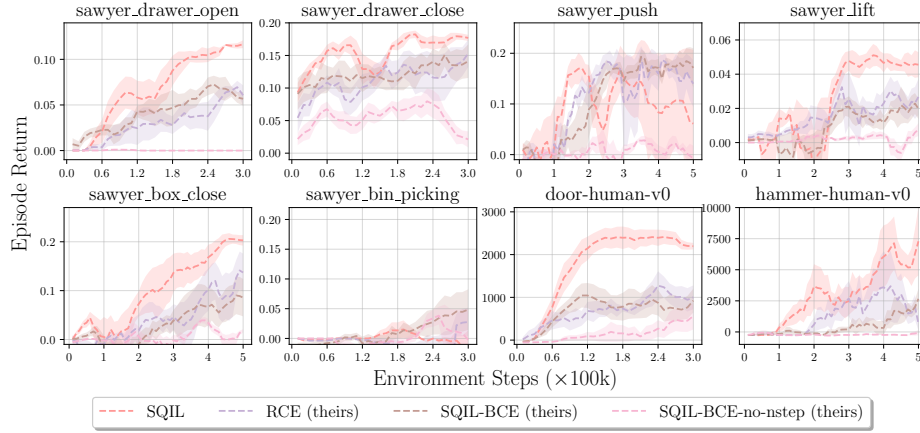 sawyer_drawer_open sawyer_drawer_close sawyer_push sawyer_lift
0.10 0.05 0.00
0.20 0.15 0.10 0.05 0.00
0.2 0.1 0.0
0.06 0.04 0.02 0.00
0.0 0.6 1.2 1.8 2.4 3.0
0.0 0.6 1.2 1.8 2.4 3.0
0 1 2 3 4 5
0 1 2 3 4 5
Episode Return
sawyer_box_close sawyer_bin_picking door-human-v0 hammer-human-v0
0.2 0.1 0.0
0.20 0.15 0.10 0.05 0.00
3000 2000 1000 0
10000 7500 5000 2500 0
0 1 2 3 4 5
0.0 0.6 1.2 1.8 2.4 3.0
0.0 0.6 1.2 1.8 2.4 3.0
0 1 2 3 4 5
Environment Steps (×100k)
SQIL RCE (theirs) SQIL-BCE (theirs) SQIL-BCE-no-nstep (theirs)